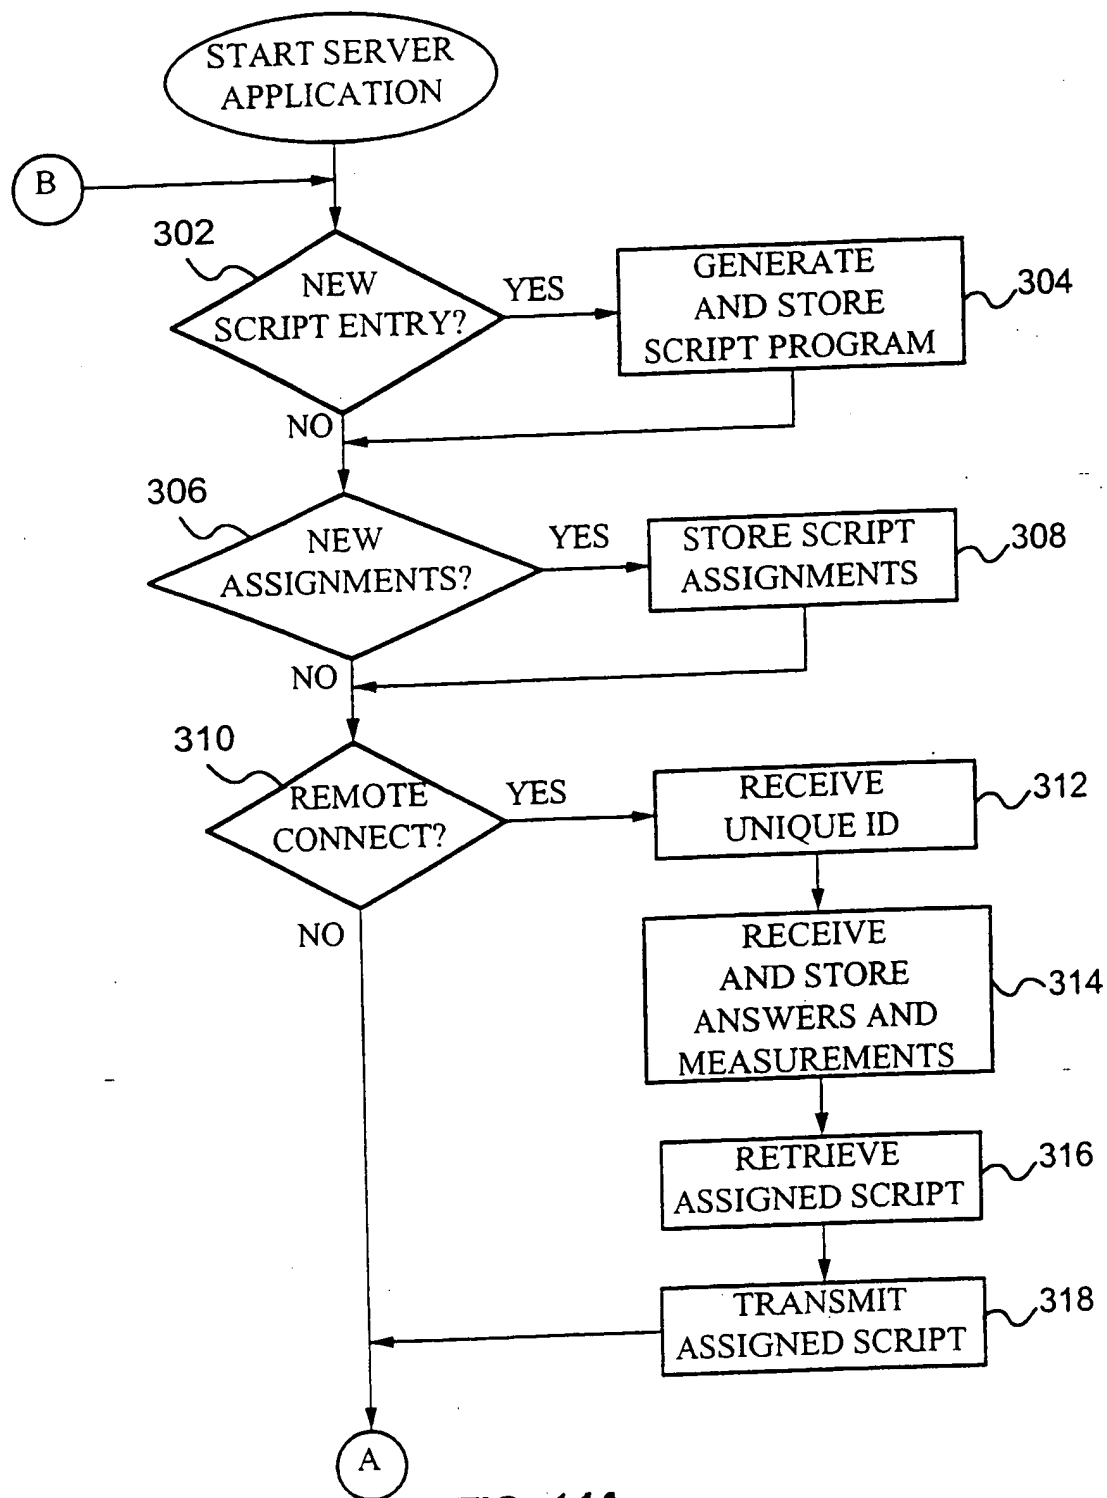 START SERVER
APPLICATION
B
302
NEW
SCRIPT ENTRY?
YES
GENERATE
AND STORE
SCRIPT PROGRAM
304
NO
306
NEW
ASSIGNMENTS?
YES
STORE SCRIPT
ASSIGNMENTS
308
NO
310
REMOTE
CONNECT?
YES
RECEIVE
UNIQUE ID
312
NO
RECEIVE
AND STORE
ANSWERS AND
MEASUREMENTS
314
RETRIEVE
ASSIGNED SCRIPT
316
TRANSMIT
ASSIGNED SCRIPT
318
A